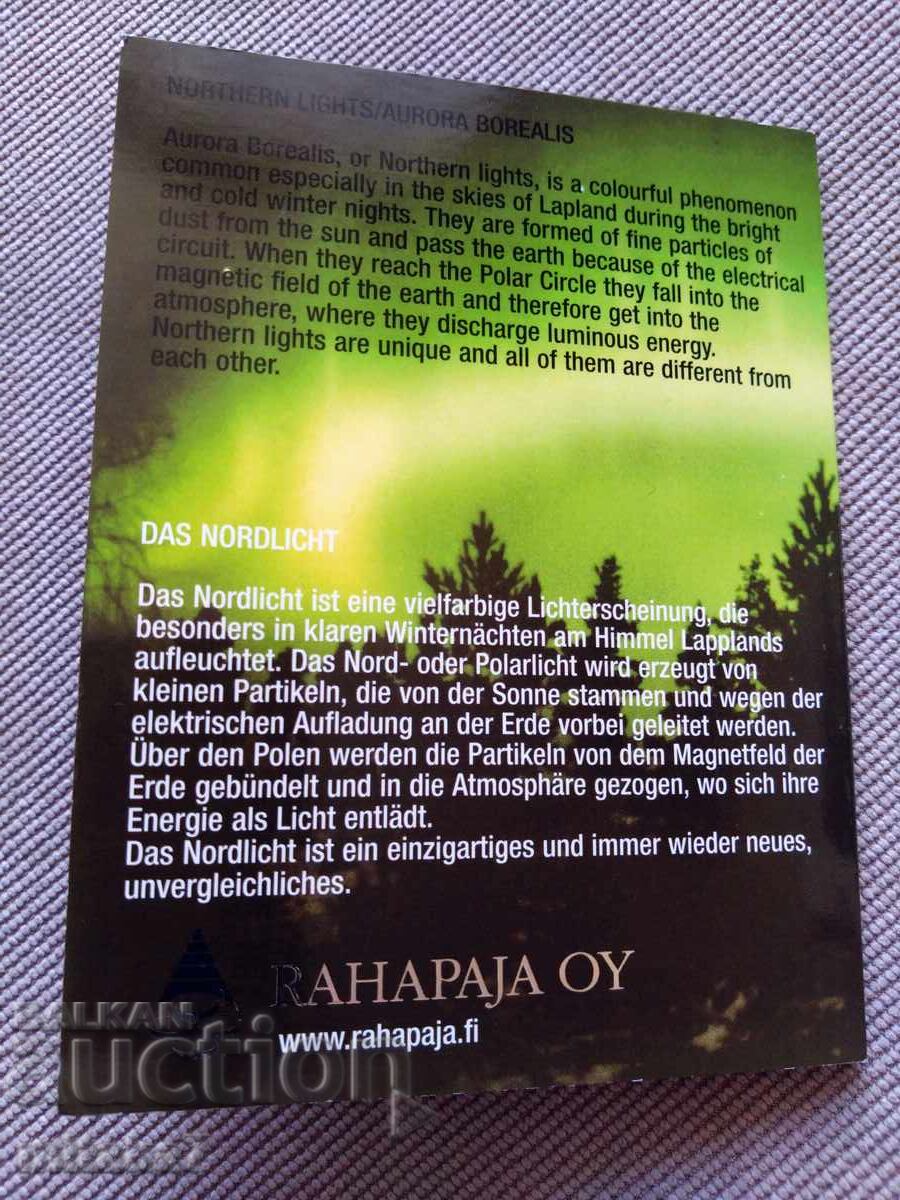 NORTHERN LIGHTS/AURORA BOREALIS
Aurora Borealis, or Northern lights, is a colourful phenomenon
common especially in the skies of Lapland during the bright
and cold winter nights. They are formed of fine particles of
dust from the sun and pass the earth because of the electrical
circuit. When they reach the Polar Circle they fall into the
magnetic field of the earth and therefore get into the
atmosphere, where they discharge luminous energy.
Northern lights are unique and all of them are different from
each other.
DAS NORDLICHT
Das Nordlicht ist eine vielfarbige Lichterscheinung, die
besonders in klaren Winternächten am Himmel Lapplands
aufleuchtet. Das Nord- oder Polarlicht wird erzeugt von
kleinen Partikeln, die von der Sonne stammen und wegen der
elektrischen Aufladung an der Erde vorbei geleitet werden.
Über den Polen werden die Partikeln von dem Magnetfeld der
Erde gebündelt und in die Atmosphäre gezogen, wo sich ihre
Energie als Licht entlädt.
Das Nordlicht ist ein einzigartiges und immer wieder neues,
unvergleichliches.
RAHAPAJA OY
www.rahapaja.fi
BALKAN
auction